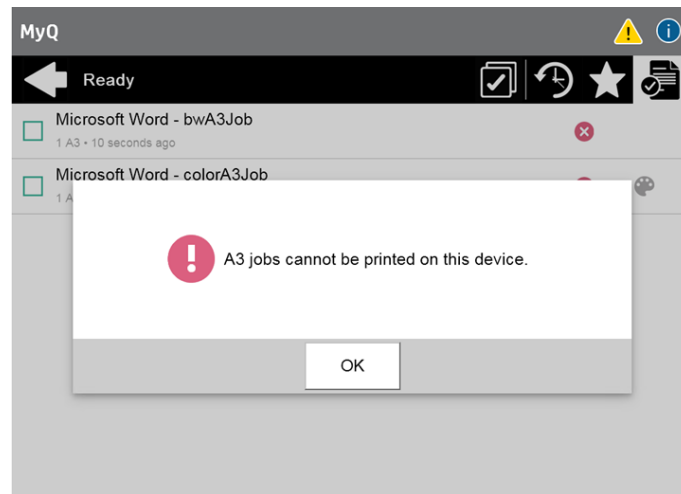 MyQ
Ready
Microsoft Word - bwA3Job
1 A3 • 10 seconds ago
Microsoft Word - colorA3Job
1 A
A3 jobs cannot be printed on this device.
OK